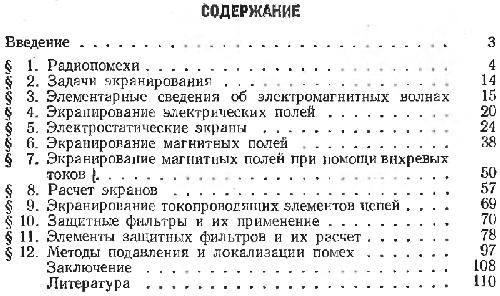 СОДЕРЖАНИЕ
Введение . . . . . . . . . . . . . . . . . . . . . 3
§ 1. Радиопомехи . . . . . . . . . . . . . . . . . . 4
§ 2. Задачи экранирования . . . . . . . . . . . . . . 14
§ 3. Элементарные сведения об электромагнитных волнах 15
§ 4. Экранирование электрических полей . . . . . . . . 20
§ 5. Электростатические экраны . . . . . . . . . . . . 24
§ 6. Экранирование магнитных полей . . . . . . . . . . 38
§ 7. Экранирование магнитных полей при помощи вихревых
токов . . . . . . . . . . . . . . . . . . . . . 50
§ 8. Расчет экранов . . . . . . . . . . . . . . . . . 57
§ 9. Экранирование токопроводящих элементов цепей . . . 69
§ 10. Защитные фильтры и их применение . . . . . . . . 70
§ 11. Элементы защитных фильтров и их расчет . . . . . 78
§ 12. Методы подавления и локализации помех . . . . . . 97
Заключение . . . . . . . . . . . . . . . . . . 108
Литература . . . . . . . . . . . . . . . . . . 110